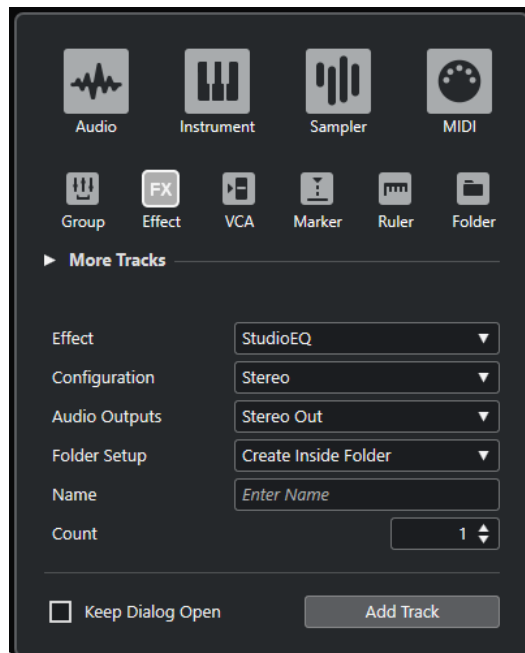 Audio Instrument Sampler MIDI
FX
Group Effect VCA Marker Ruler Folder
More Tracks
Effect StudioEQ
Configuration Stereo
Audio Outputs Stereo Out
Folder Setup Create Inside Folder
Name Enter Name
Count 1
Keep Dialog Open Add Track